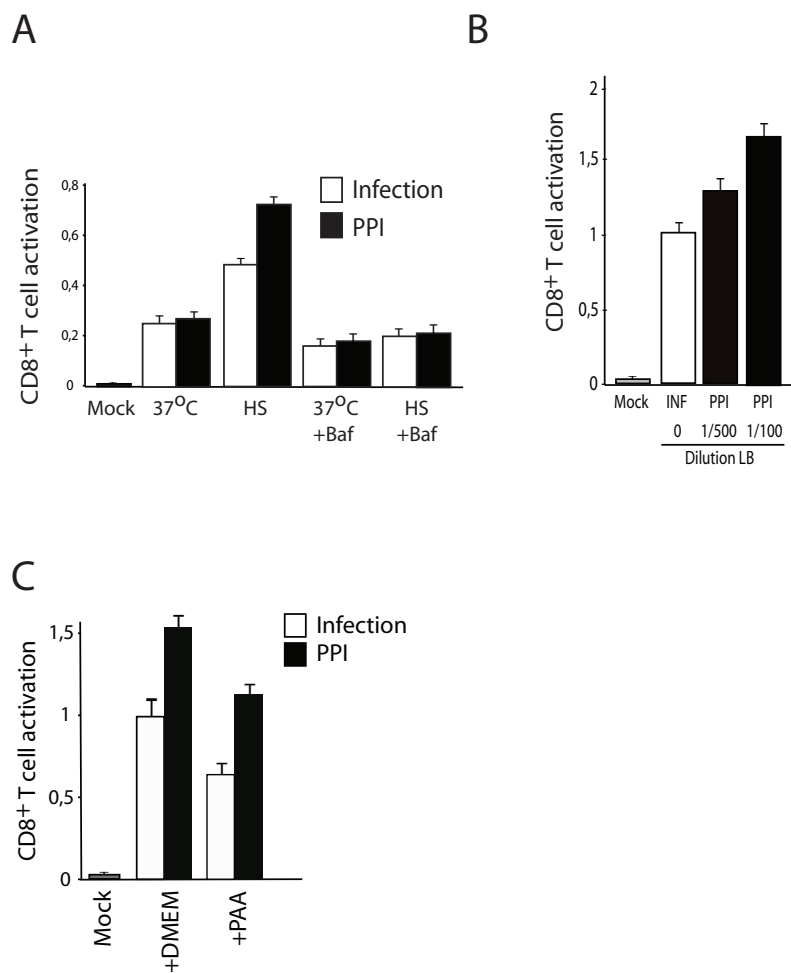 A
CD8+ T cell activation
0,8
0,6
0,4
0,2
0
Infection
PPI
Mock 37°C HS 37°C HS
+Baf +Baf
B
CD8+ T cell activation
2
1,5
1
0,5
0
Mock INF PPI PPI
0 1/500 1/100
Dilution LB
C
CD8+ T cell activation
1,5
1
0,5
0
Infection
PPI
Mock
+DMEM
+PAA